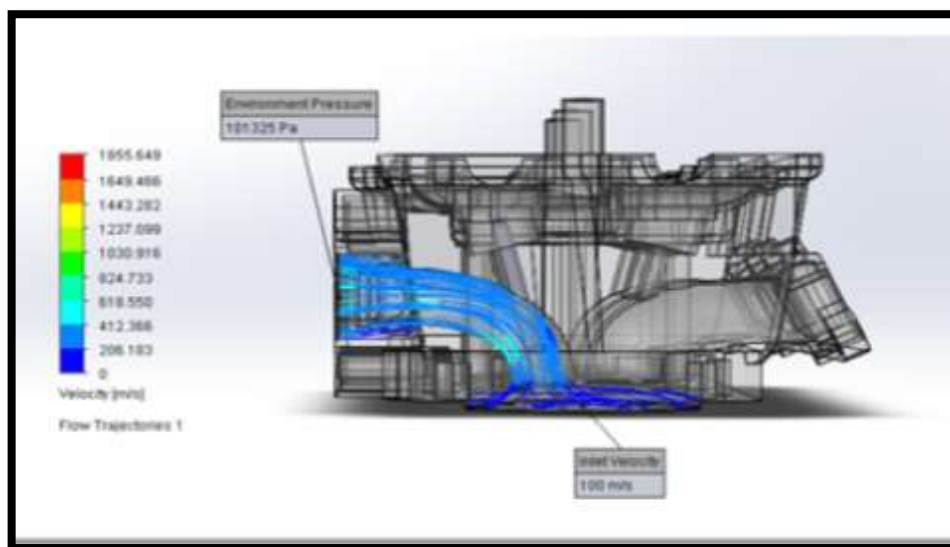 Environment Pressure
101325 Pa
1855.649
1649.466
1443.282
1237.099
1030.916
824.733
618.550
412.366
206.183
0
Velocity [m/s]
Flow Trajectories 1
Inlet Velocity
100 m/s